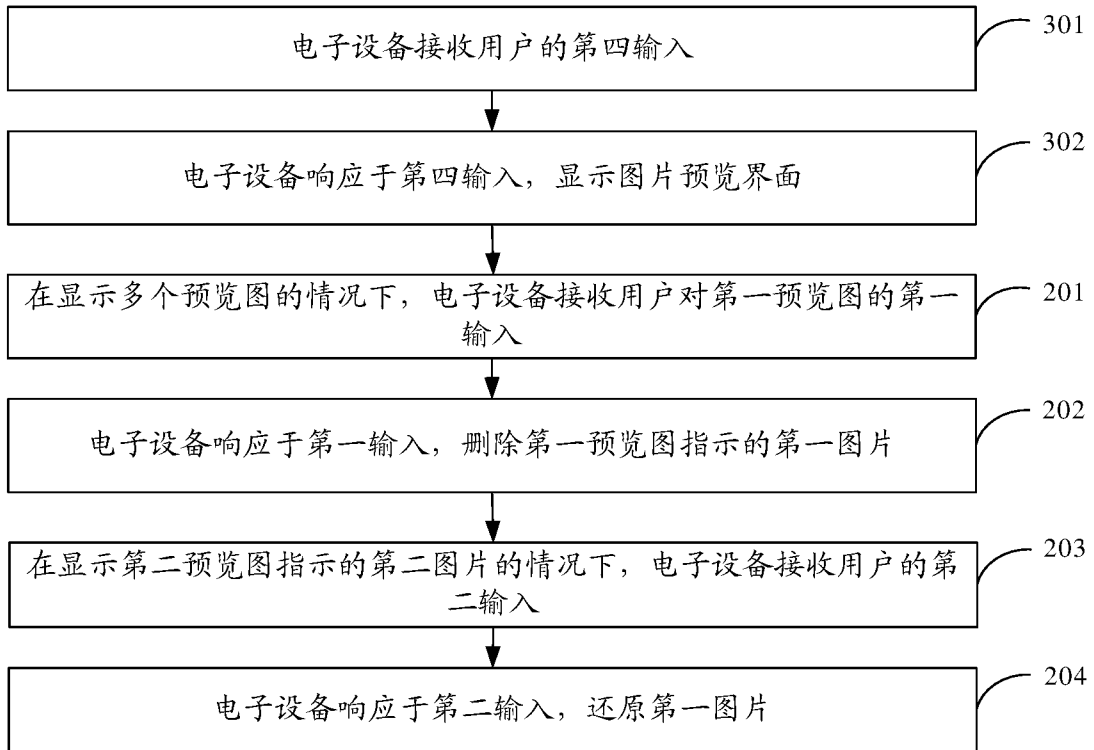 电子设备接收用户的第四输入
301
电子设备响应于第四输入，显示图片预览界面
302
在显示多个预览图的情况下，电子设备接收用户对第一预览图的第一
输入
201
电子设备响应于第一输入，删除第一预览图指示的第一图片
202
在显示第二预览图指示的第二图片的情况下，电子设备接收用户的第
二输入
203
电子设备响应于第二输入，还原第一图片
204